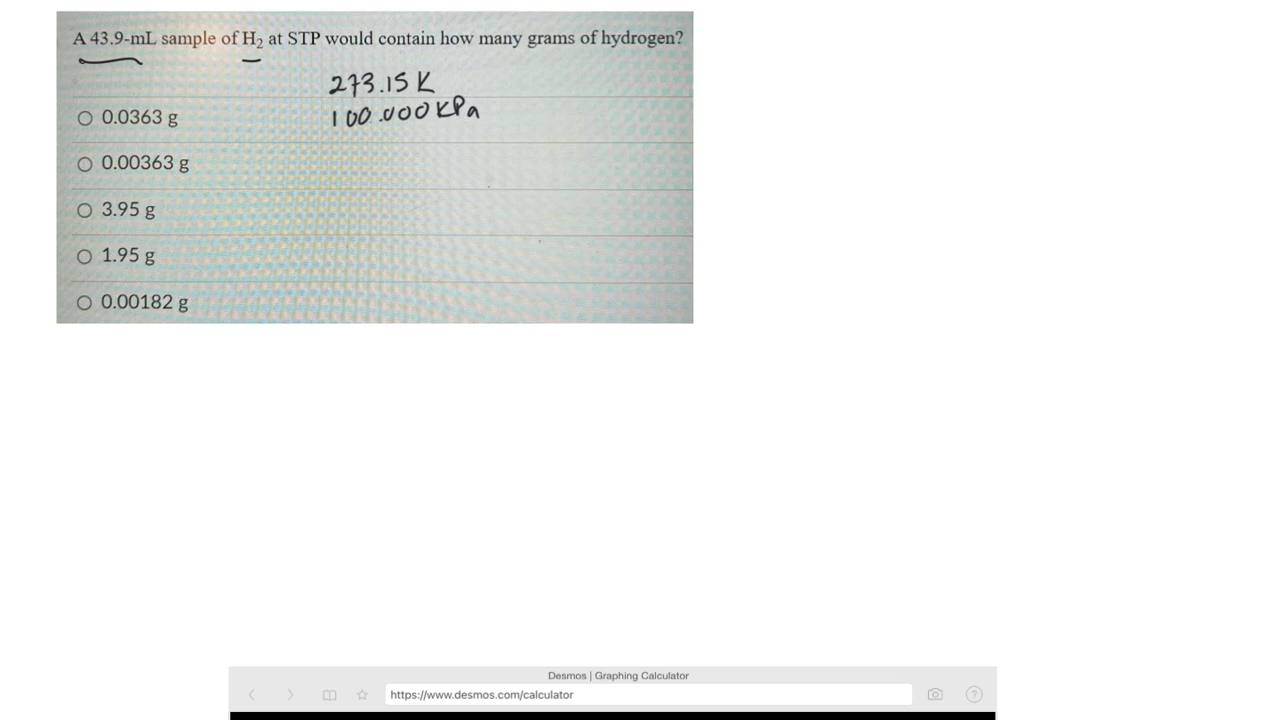 A 43.9-mL sample of H₂ at STP would contain how many grams of hydrogen?
273.15 K
100.000 kPa
0.0363 g
0.00363 g
3.95 g
1.95 g
0.00182 g
Desmos | Graphing Calculator
https://www.desmos.com/calculator
?